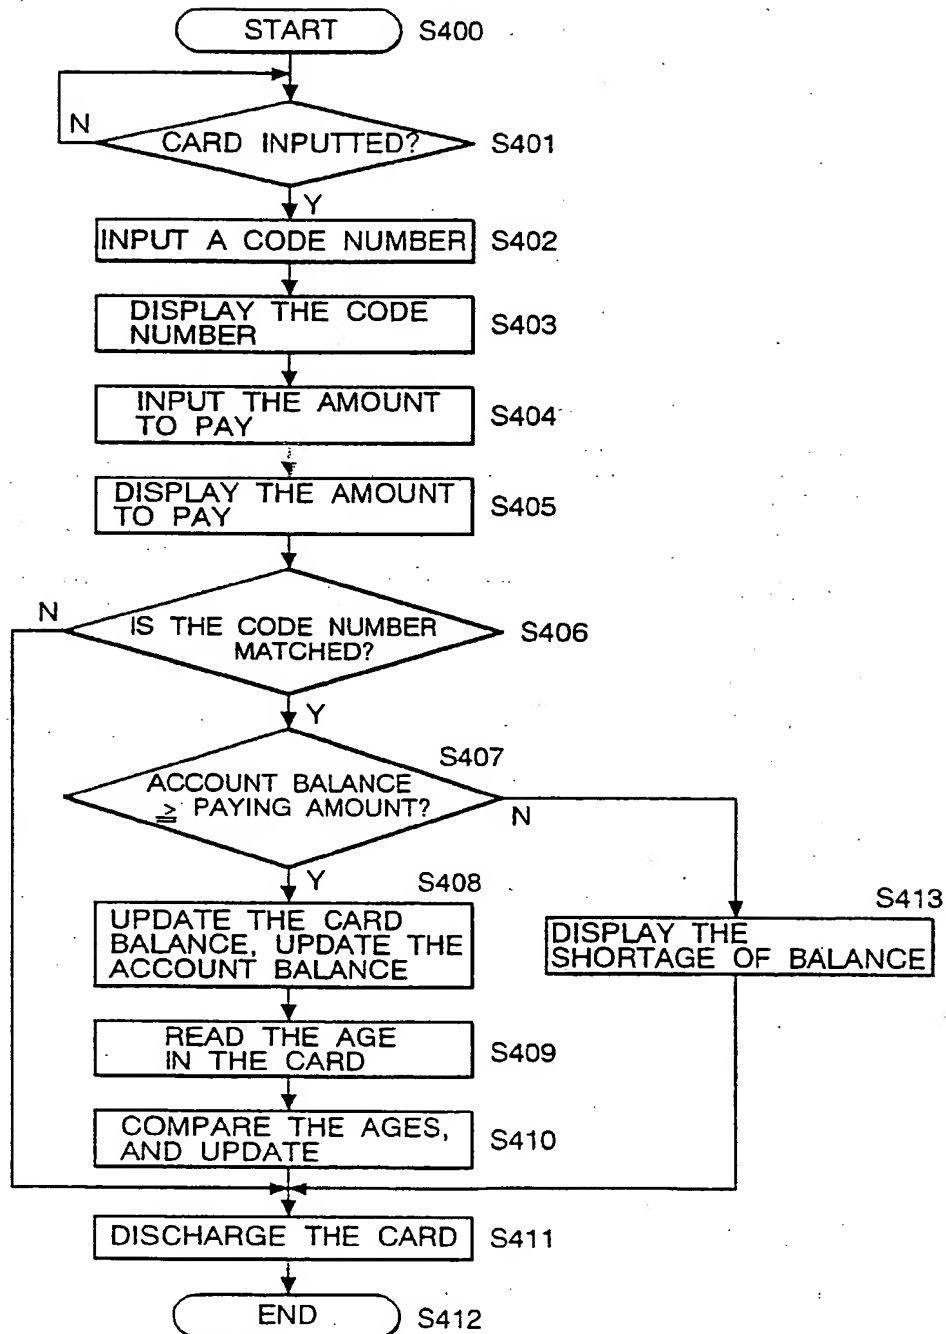 START S400
N CARD INPUTTED? S401
Y
INPUT A CODE NUMBER S402
DISPLAY THE CODE S403
NUMBER
INPUT THE AMOUNT S404
TO PAY
DISPLAY THE AMOUNT S405
TO PAY
N
IS THE CODE NUMBER S406
MATCHED?
Y
S407
ACCOUNT BALANCE
≧ PAYING AMOUNT?
N
Y
S408
UPDATE THE CARD
BALANCE, UPDATE THE
ACCOUNT BALANCE
S413
DISPLAY THE
SHORTAGE OF BALANCE
READ THE AGE S409
IN THE CARD
COMPARE THE AGES, S410
AND UPDATE
DISCHARGE THE CARD S411
END S412